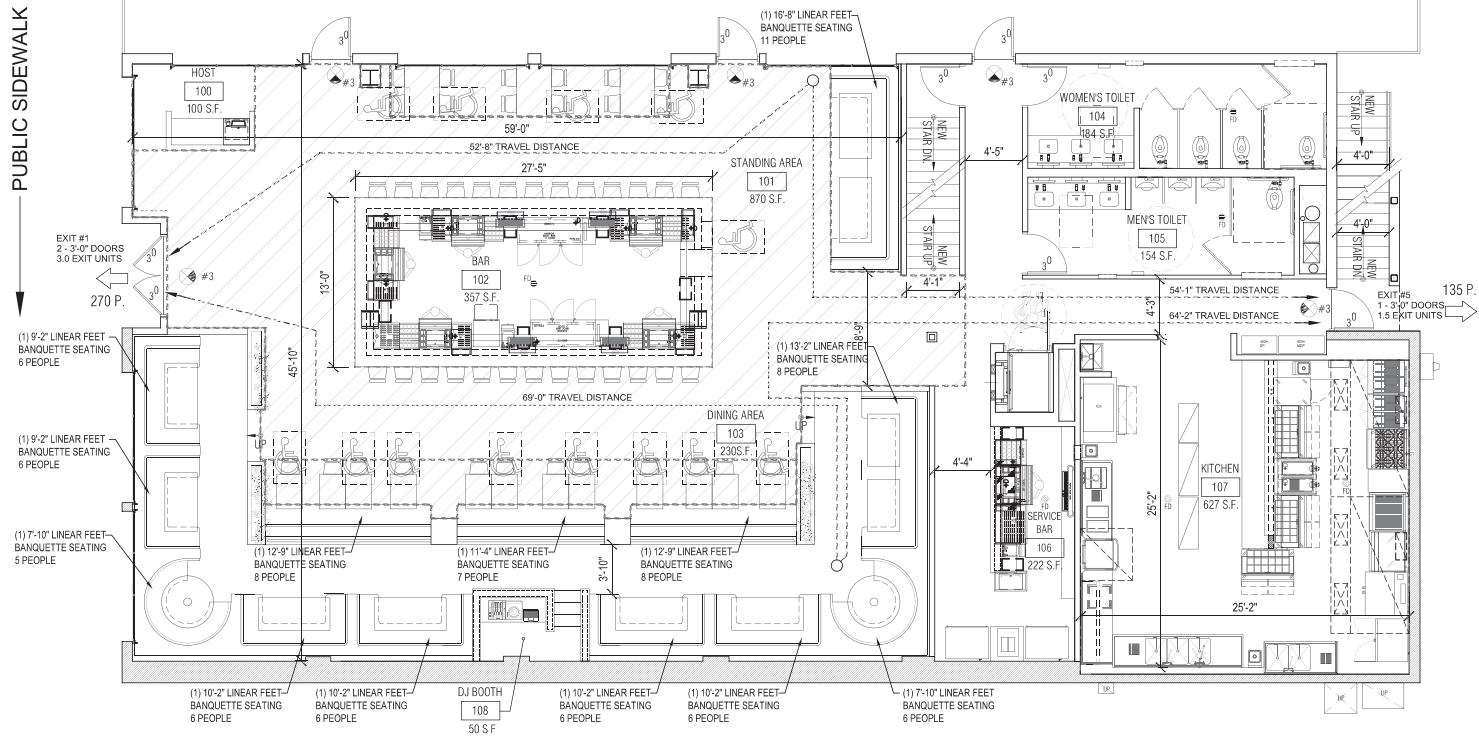 PUBLIC SIDEWALK
(1) 16'-8" LINEAR FEET
BANQUETTE SEATING
11 PEOPLE
3⁰
3⁰
3⁰
#3
#3
#3
HOST
100
100 S.F.
3⁰
3⁰
WOMEN'S TOILET
104
184 S.F.
FD
NEW
STAIR UP
59'-0"
52'-8" TRAVEL DISTANCE
NEW
STAIR DN.
4'-5"
4'-0"
27'-5"
STANDING AREA
101
870 S.F.
MEN'S TOILET
105
154 S.F.
FD
4'-0"
EXIT #1
2 - 3'-0" DOORS
3.0 EXIT UNITS
270 P.
3⁰
3⁰
#3
13'-0"
BAR
102
357 S.F.
FD
NEW
STAIR UP
NEW
STAIR DN.
3⁰
4'-1"
54'-1" TRAVEL DISTANCE
64'-2" TRAVEL DISTANCE
4'-3"
#3
3⁰
EXIT #5
1 - 3'-0" DOORS
1.5 EXIT UNITS
135 P.
(1) 9'-2" LINEAR FEET
BANQUETTE SEATING
6 PEOPLE
45'-10"
8'-9"
(1) 13'-2" LINEAR FEET
BANQUETTE SEATING
8 PEOPLE
69'-0" TRAVEL DISTANCE
DINING AREA
103
230S.F.
UP
UP
(1) 9'-2" LINEAR FEET
BANQUETTE SEATING
6 PEOPLE
4'-4"
KITCHEN
107
627 S.F.
FD
25'-2"
FD
SERVICE
BAR
106
222 S.F.
(1) 7'-10" LINEAR FEET
BANQUETTE SEATING
5 PEOPLE
(1) 12'-9" LINEAR FEET
BANQUETTE SEATING
8 PEOPLE
(1) 11'-4" LINEAR FEET
BANQUETTE SEATING
7 PEOPLE
3'-10"
(1) 12'-9" LINEAR FEET
BANQUETTE SEATING
8 PEOPLE
25'-2"
(1) 10'-2" LINEAR FEET
BANQUETTE SEATING
6 PEOPLE
(1) 10'-2" LINEAR FEET
BANQUETTE SEATING
6 PEOPLE
DJ BOOTH
108
50 S F
(1) 10'-2" LINEAR FEET
BANQUETTE SEATING
6 PEOPLE
(1) 10'-2" LINEAR FEET
BANQUETTE SEATING
6 PEOPLE
(1) 7'-10" LINEAR FEET
BANQUETTE SEATING
6 PEOPLE
UP
UP
UP